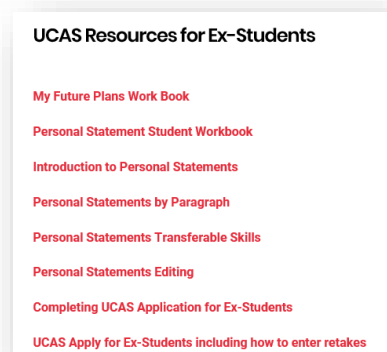 UCAS Resources for Ex-Students
My Future Plans Work Book
Personal Statement Student Workbook
Introduction to Personal Statements
Personal Statements by Paragraph
Personal Statements Transferable Skills
Personal Statements Editing
Completing UCAS Application for Ex-Students
UCAS Apply for Ex-Students including how to enter retakes